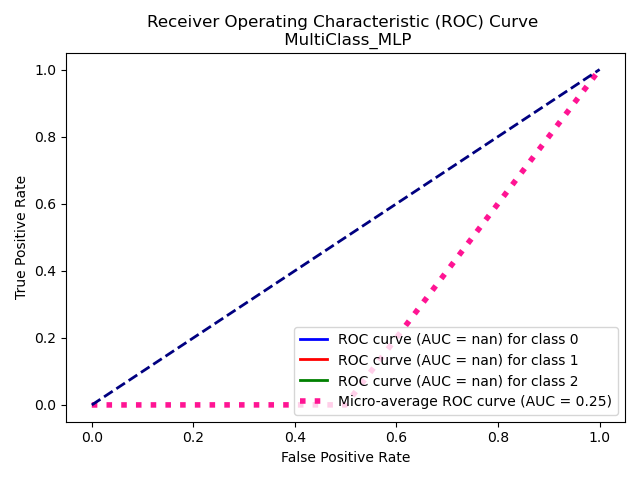 Receiver Operating Characteristic (ROC) Curve
MultiClass_MLP
True Positive Rate
1.0
0.8
0.6
0.4
0.2
0.0
ROC curve (AUC = nan) for class 0
ROC curve (AUC = nan) for class 1
ROC curve (AUC = nan) for class 2
Micro-average ROC curve (AUC = 0.25)
0.0 0.2 0.4 0.6 0.8 1.0
False Positive Rate